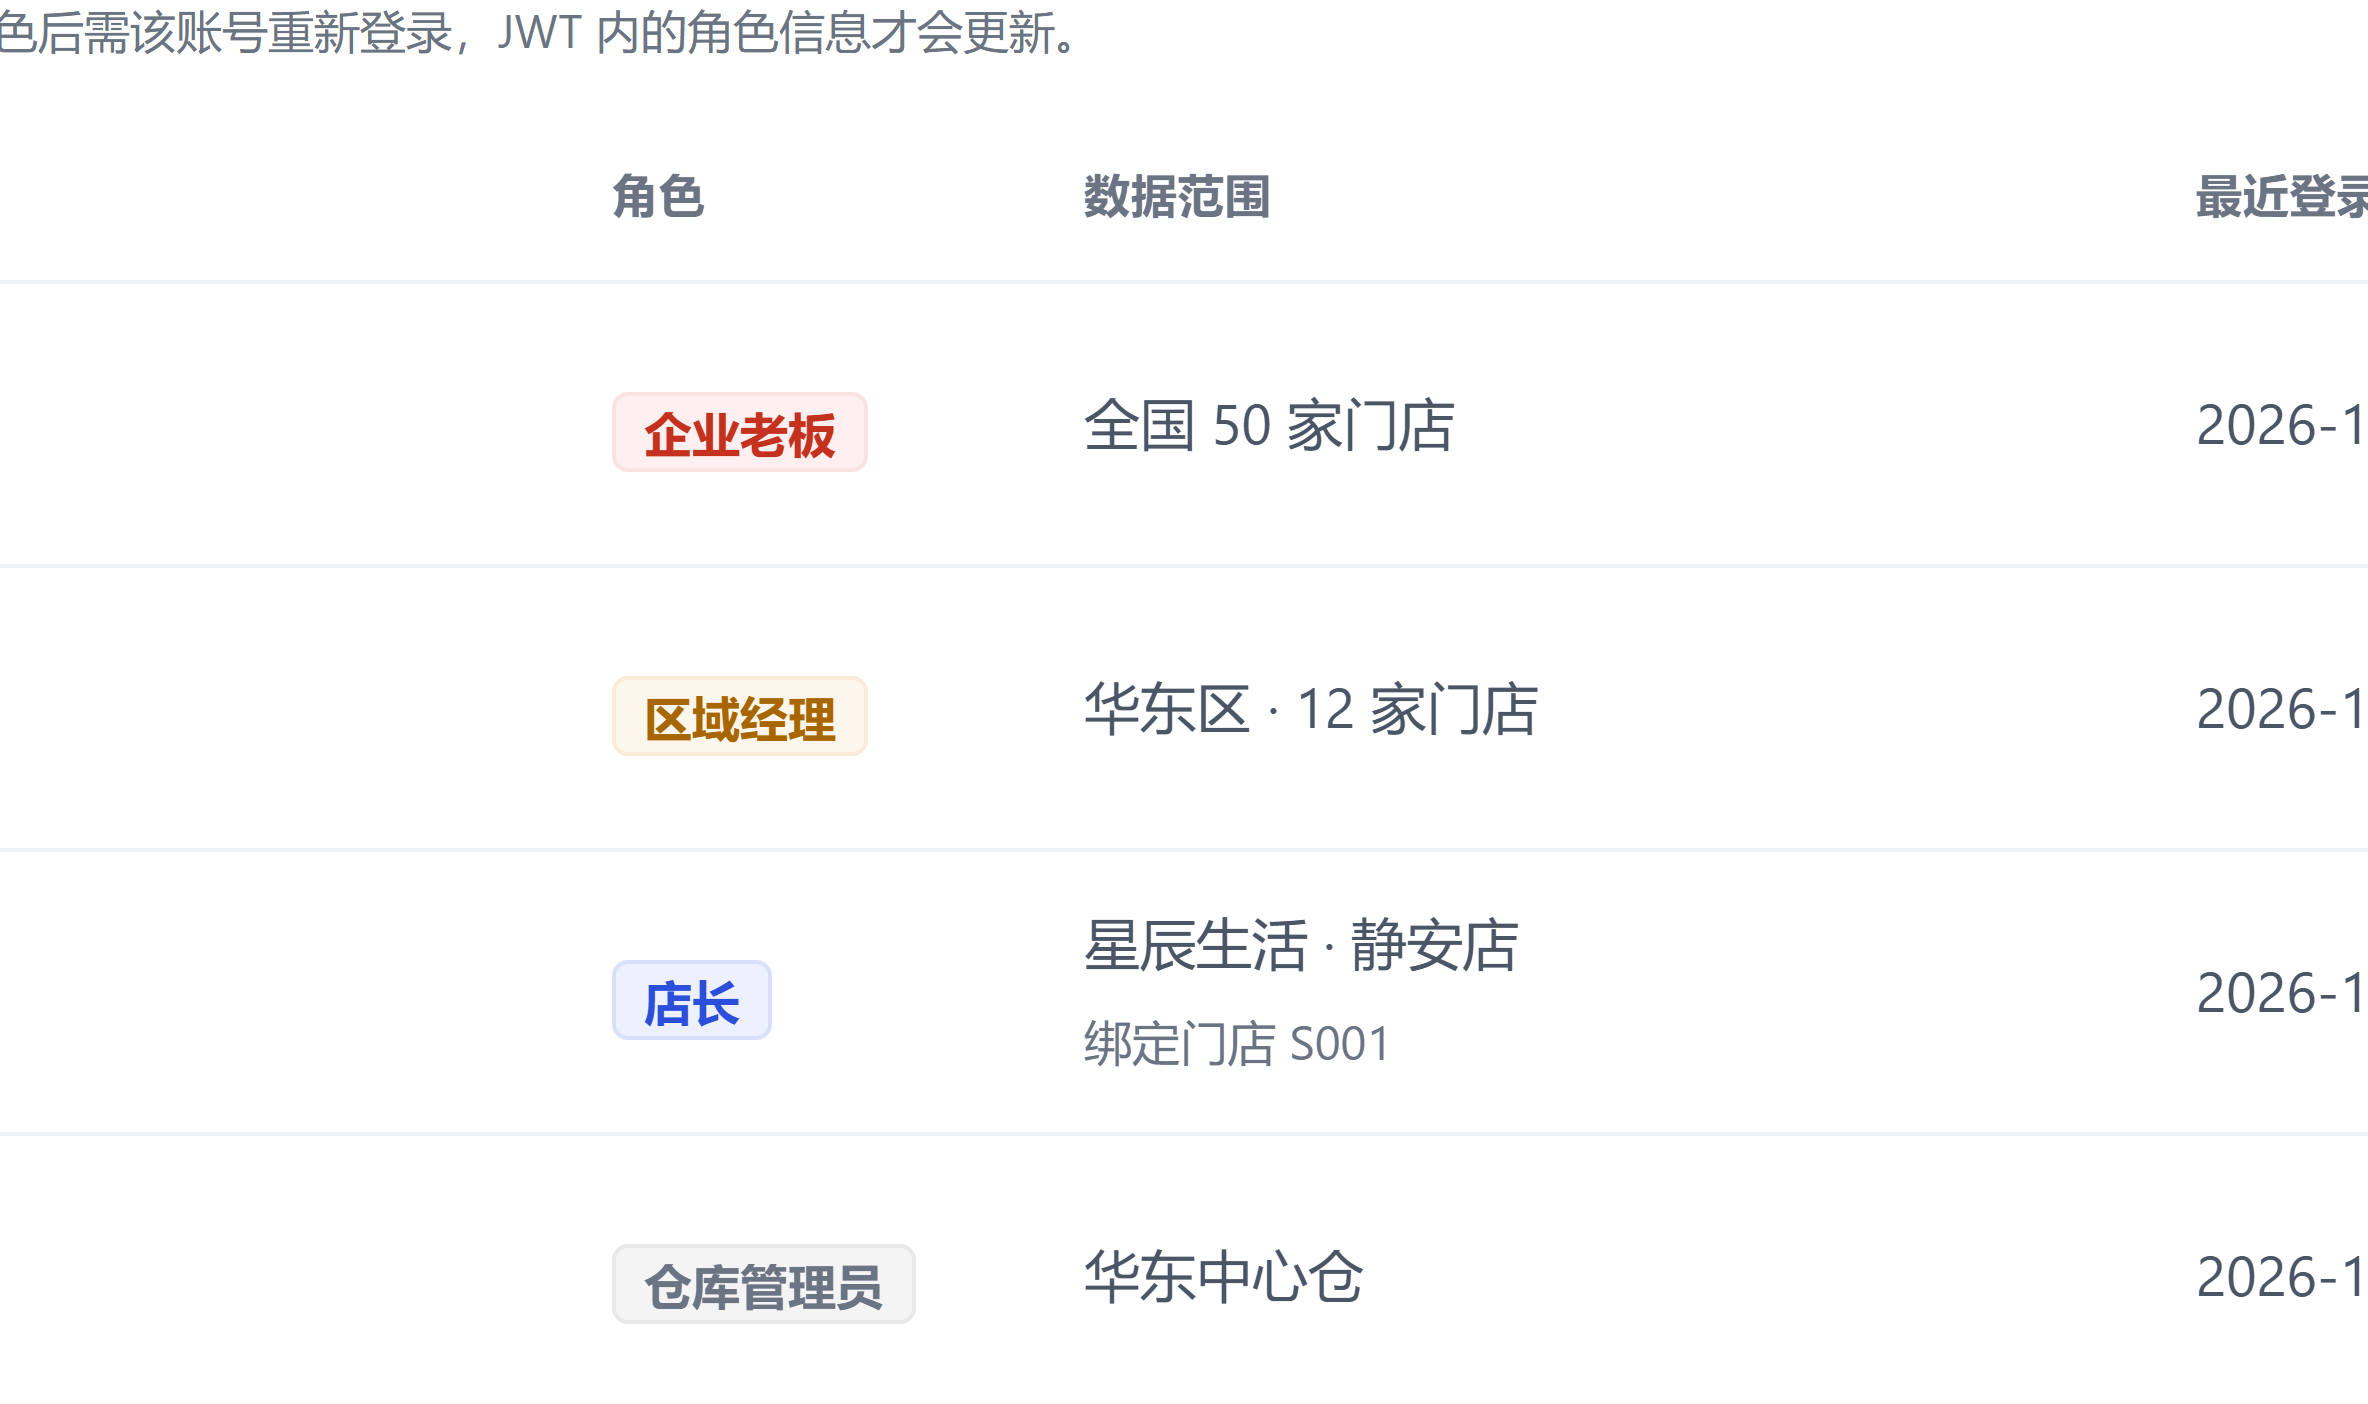 色后需该账号重新登录，JWT 内的角色信息才会更新。
角色 数据范围 最近登录
企业老板 全国 50 家门店 2026-1
区域经理 华东区 · 12 家门店 2026-1
店长 星辰生活 · 静安店 2026-1
绑定门店 S001
仓库管理员 华东中心仓 2026-1